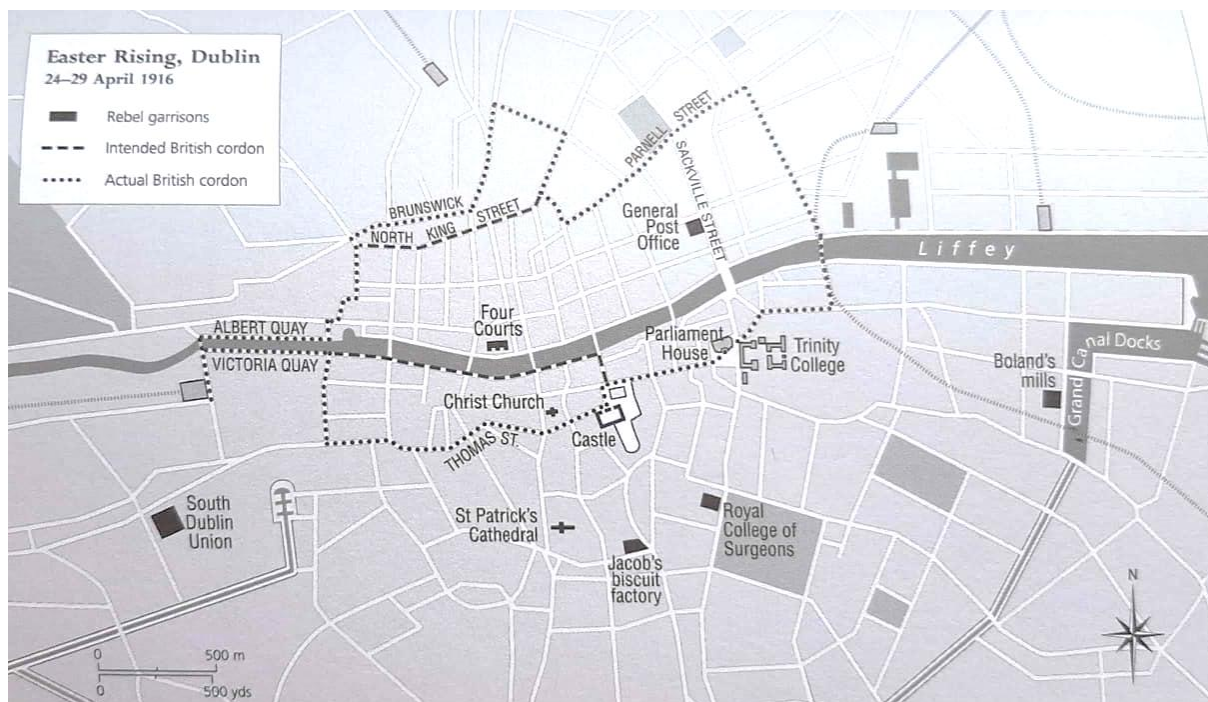 Easter Rising, Dublin
24–29 April 1916
Rebel garrisons
Intended British cordon
Actual British cordon
PARNELL STREET
SACKVILLE STREET
BRUNSWICK
NORTH KING STREET
General
Post
Office
Liffey
ALBERT QUAY
VICTORIA QUAY
Four
Courts
Parliament
House
Trinity
College
Boland's
mills
Grand Canal Docks
Christ Church
Castle
THOMAS ST.
South
Dublin
Union
St Patrick's
Cathedral
Royal
College of
Surgeons
Jacob's
biscuit
factory
N
0 500 m
0 500 yds